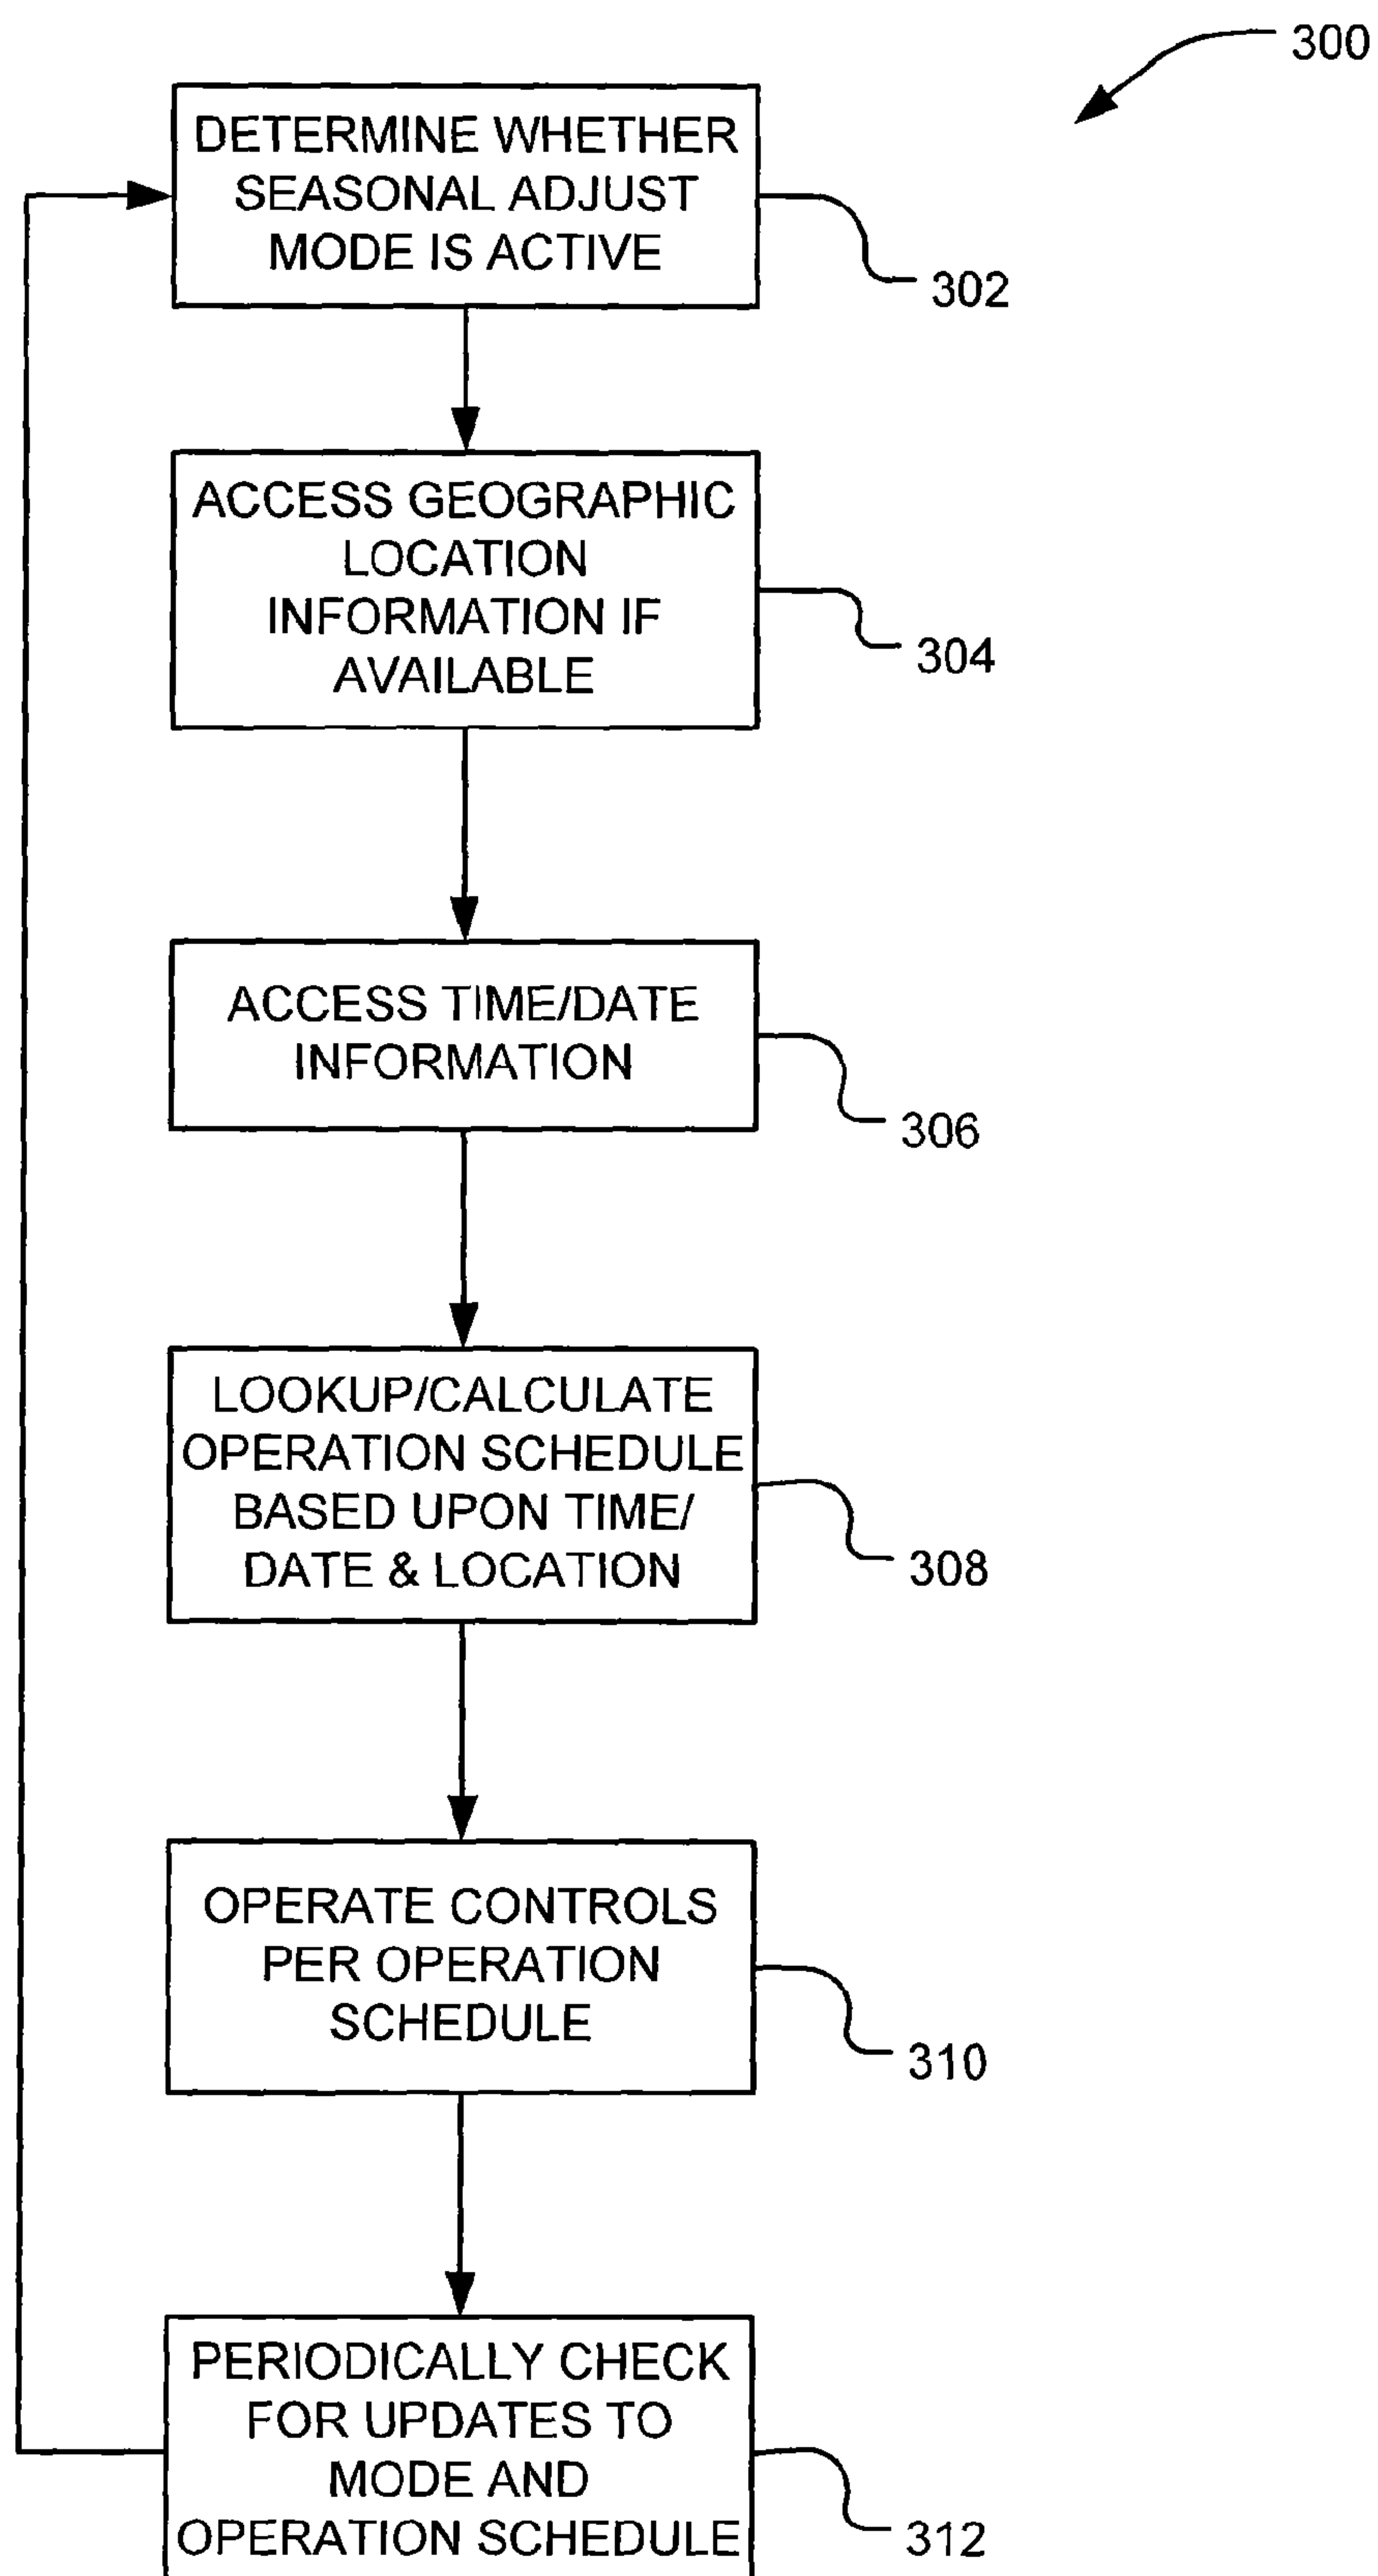 300
DETERMINE WHETHER
SEASONAL ADJUST
MODE IS ACTIVE
302
ACCESS GEOGRAPHIC
LOCATION
INFORMATION IF
AVAILABLE
304
ACCESS TIME/DATE
INFORMATION
306
LOOKUP/CALCULATE
OPERATION SCHEDULE
BASED UPON TIME/
DATE & LOCATION
308
OPERATE CONTROLS
PER OPERATION
SCHEDULE
310
PERIODICALLY CHECK
FOR UPDATES TO
MODE AND
OPERATION SCHEDULE
312